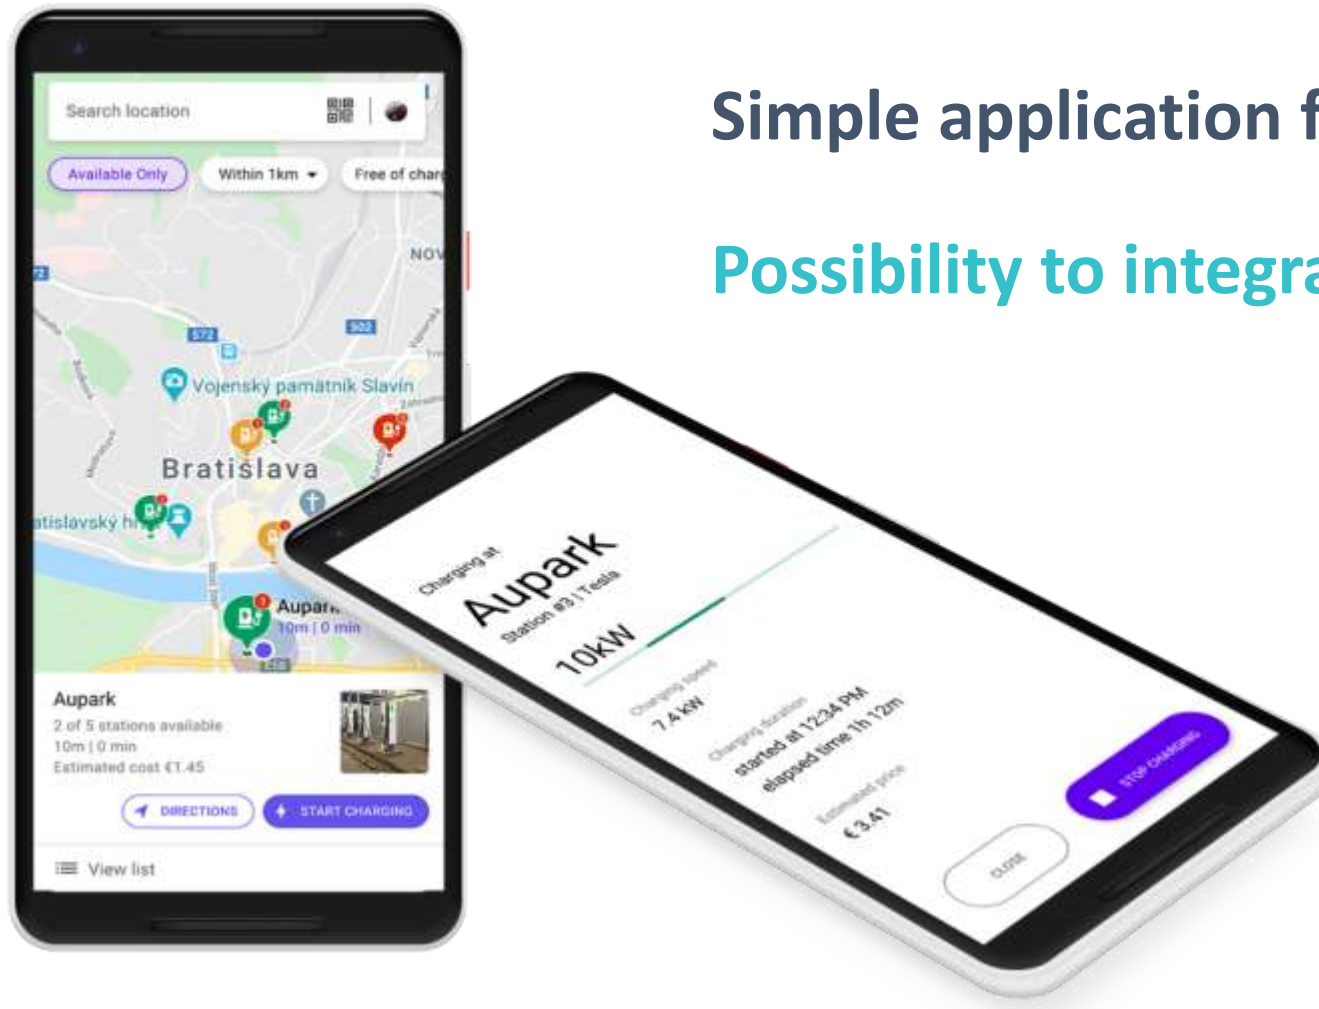 Simple application f
Possibility to integra
Search location
Available Only
Within 1km
Free of char
NOV
572
502
Vojenský pamätník Slavín
Bratislava
atislavský h
Aupark
10m | 0 min
Aupark
2 of 5 stations available
10m | 0 min
Estimated cost €1.45
DIRECTIONS
START CHARGING
View list
Charging at
Aupark
Station #3 | Tesla
10kW
Charging speed
7.4 kW
Charging duration
started at 12:34 PM
elapsed time 1h 12m
Estimated price
€ 3.41
STOP CHARGING
CLOSE